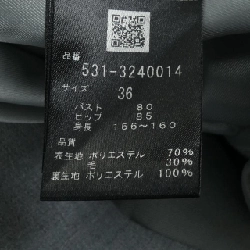 品番
531-3240014
サイズ
36
バスト 80
ヒップ 85
身長 156~160
品質
表生地 ポリエステル 70%
毛 30%
裏生地 ポリエステル 100%